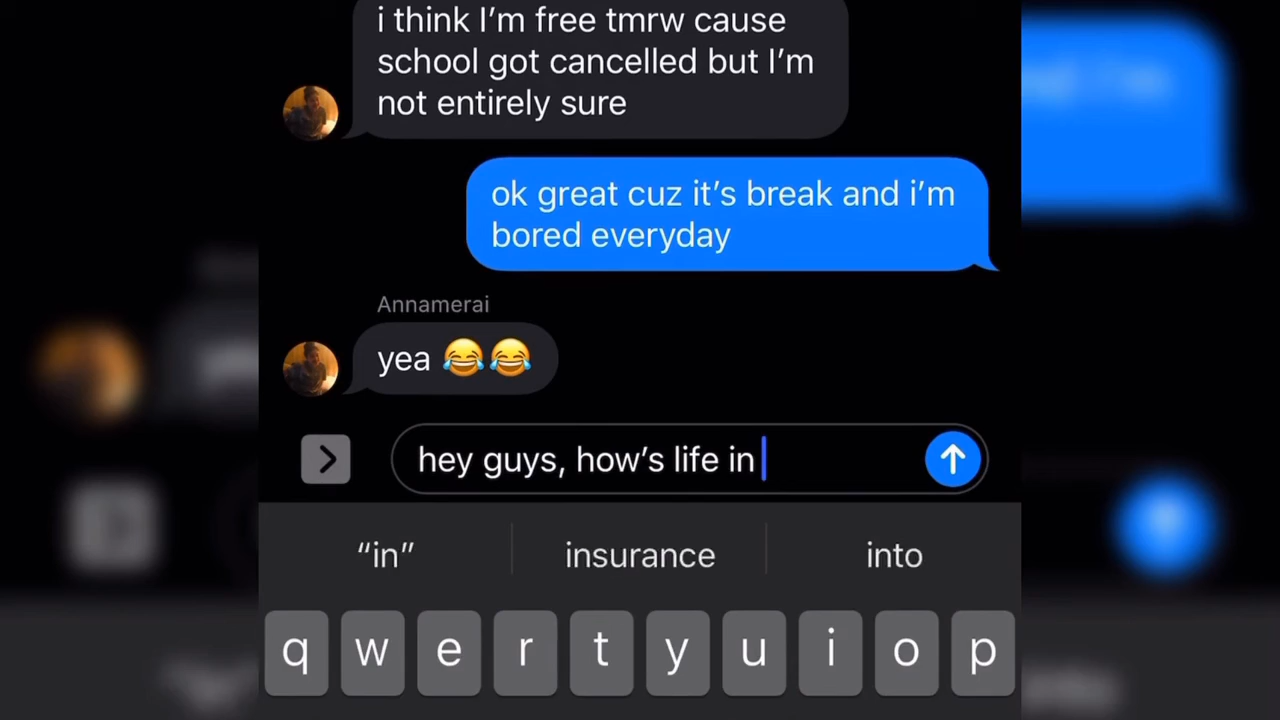 i think I’m free tmrw cause
school got cancelled but I’m
not entirely sure
ok great cuz it’s break and i’m
bored everyday
Annamerai
yea 😂😂
hey guys, how’s life in
“in” insurance into
q w e r t y u i o p